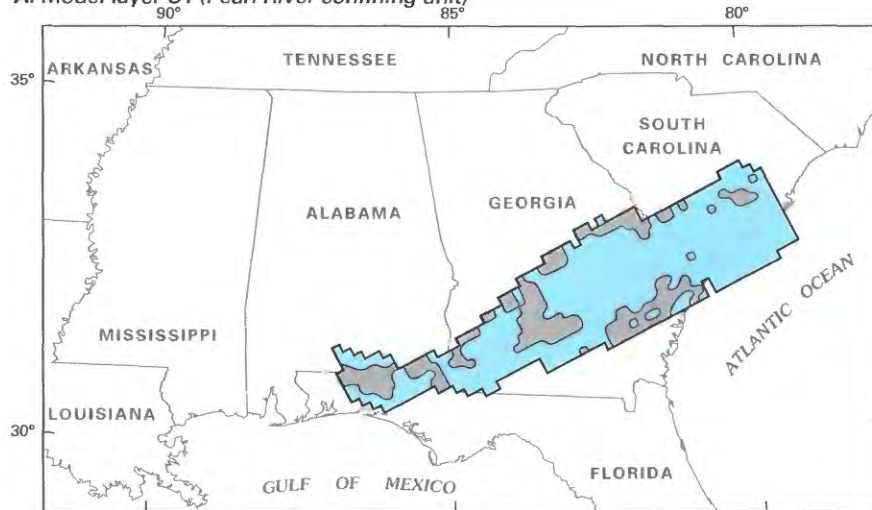 A. Model layer C1 (Pearl River confining unit)
90°
85°
80°
35°
ARKANSAS
TENNESSEE
NORTH CAROLINA
SOUTH
CAROLINA
ALABAMA
GEORGIA
MISSISSIPPI
ATLANTIC OCEAN
LOUISIANA
30°
GULF OF MEXICO
FLORIDA